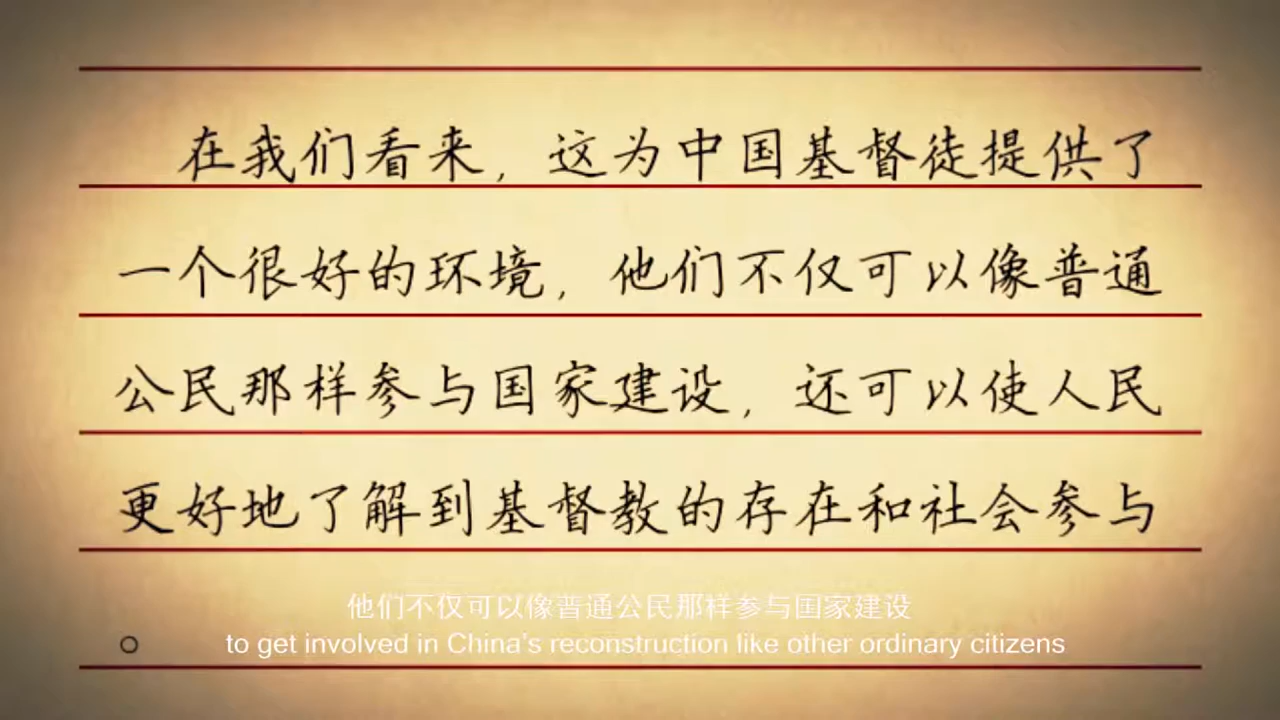 在我们看来，这为中国基督徒提供了
一个很好的环境，他们不仅可以像普通
公民那样参与国家建设，还可以使人民
更好地了解到基督教的存在和社会参与
。
他们不仅可以像普通公民那样参与国家建设
to get involved in China's reconstruction like other ordinary citizens